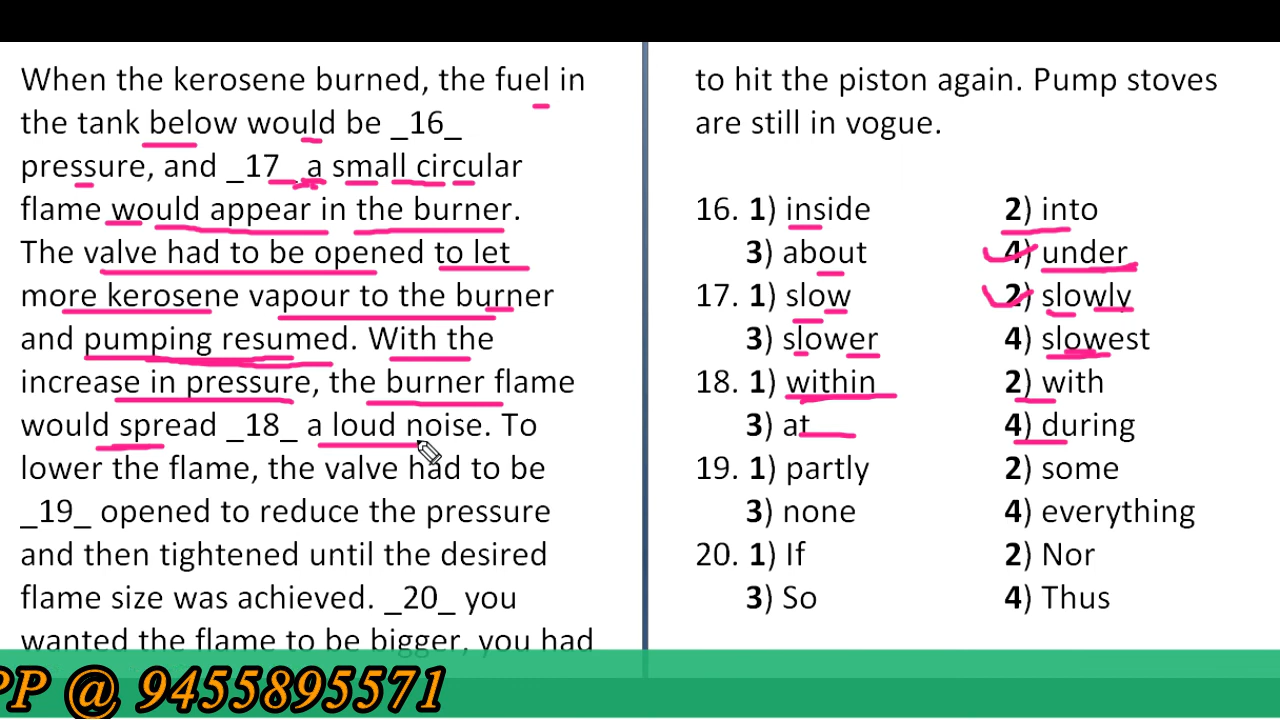 When the kerosene burned, the fuel in
the tank below would be _16_
pressure, and _17_ a small circular
flame would appear in the burner.
The valve had to be opened to let
more kerosene vapour to the burner
and pumping resumed. With the
increase in pressure, the burner flame
would spread _18_ a loud noise. To
lower the flame, the valve had to be
_19_ opened to reduce the pressure
and then tightened until the desired
flame size was achieved. _20_ you
wanted the flame to be bigger, you had
to hit the piston again. Pump stoves
are still in vogue.
16. 1) inside 2) into
3) about 4) under
17. 1) slow 2) slowly
3) slower 4) slowest
18. 1) within 2) with
3) at 4) during
19. 1) partly 2) some
3) none 4) everything
20. 1) If 2) Nor
3) So 4) Thus
PP @ 9455895571